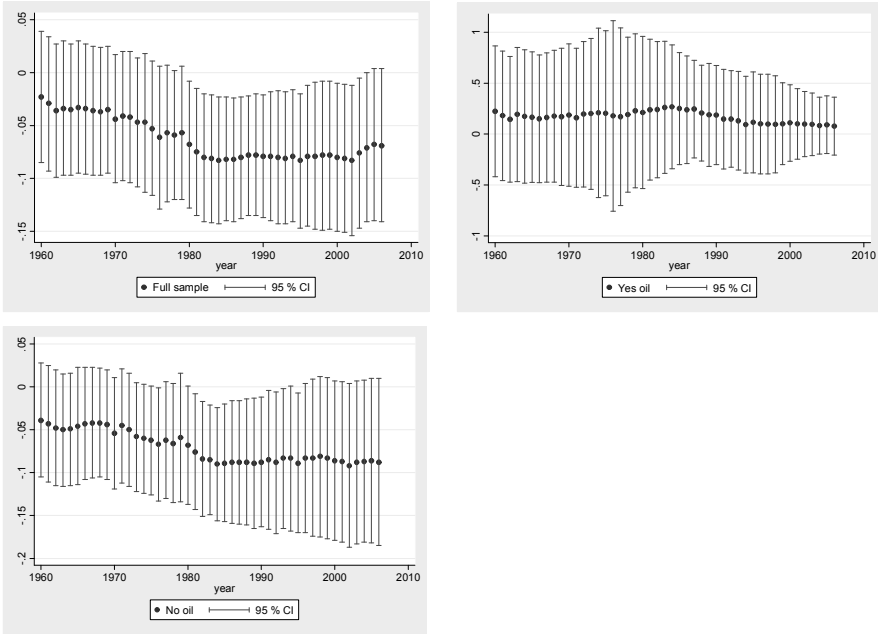 .05
0
-.05
-.1
-.15
1960 1970 1980 1990 2000 2010
year
Full sample 95 % CI
1
.5
0
-.5
-1
1960 1970 1980 1990 2000 2010
year
Yes oil 95 % CI
.05
0
-.05
-.1
-.15
-.2
1960 1970 1980 1990 2000 2010
year
No oil 95 % CI